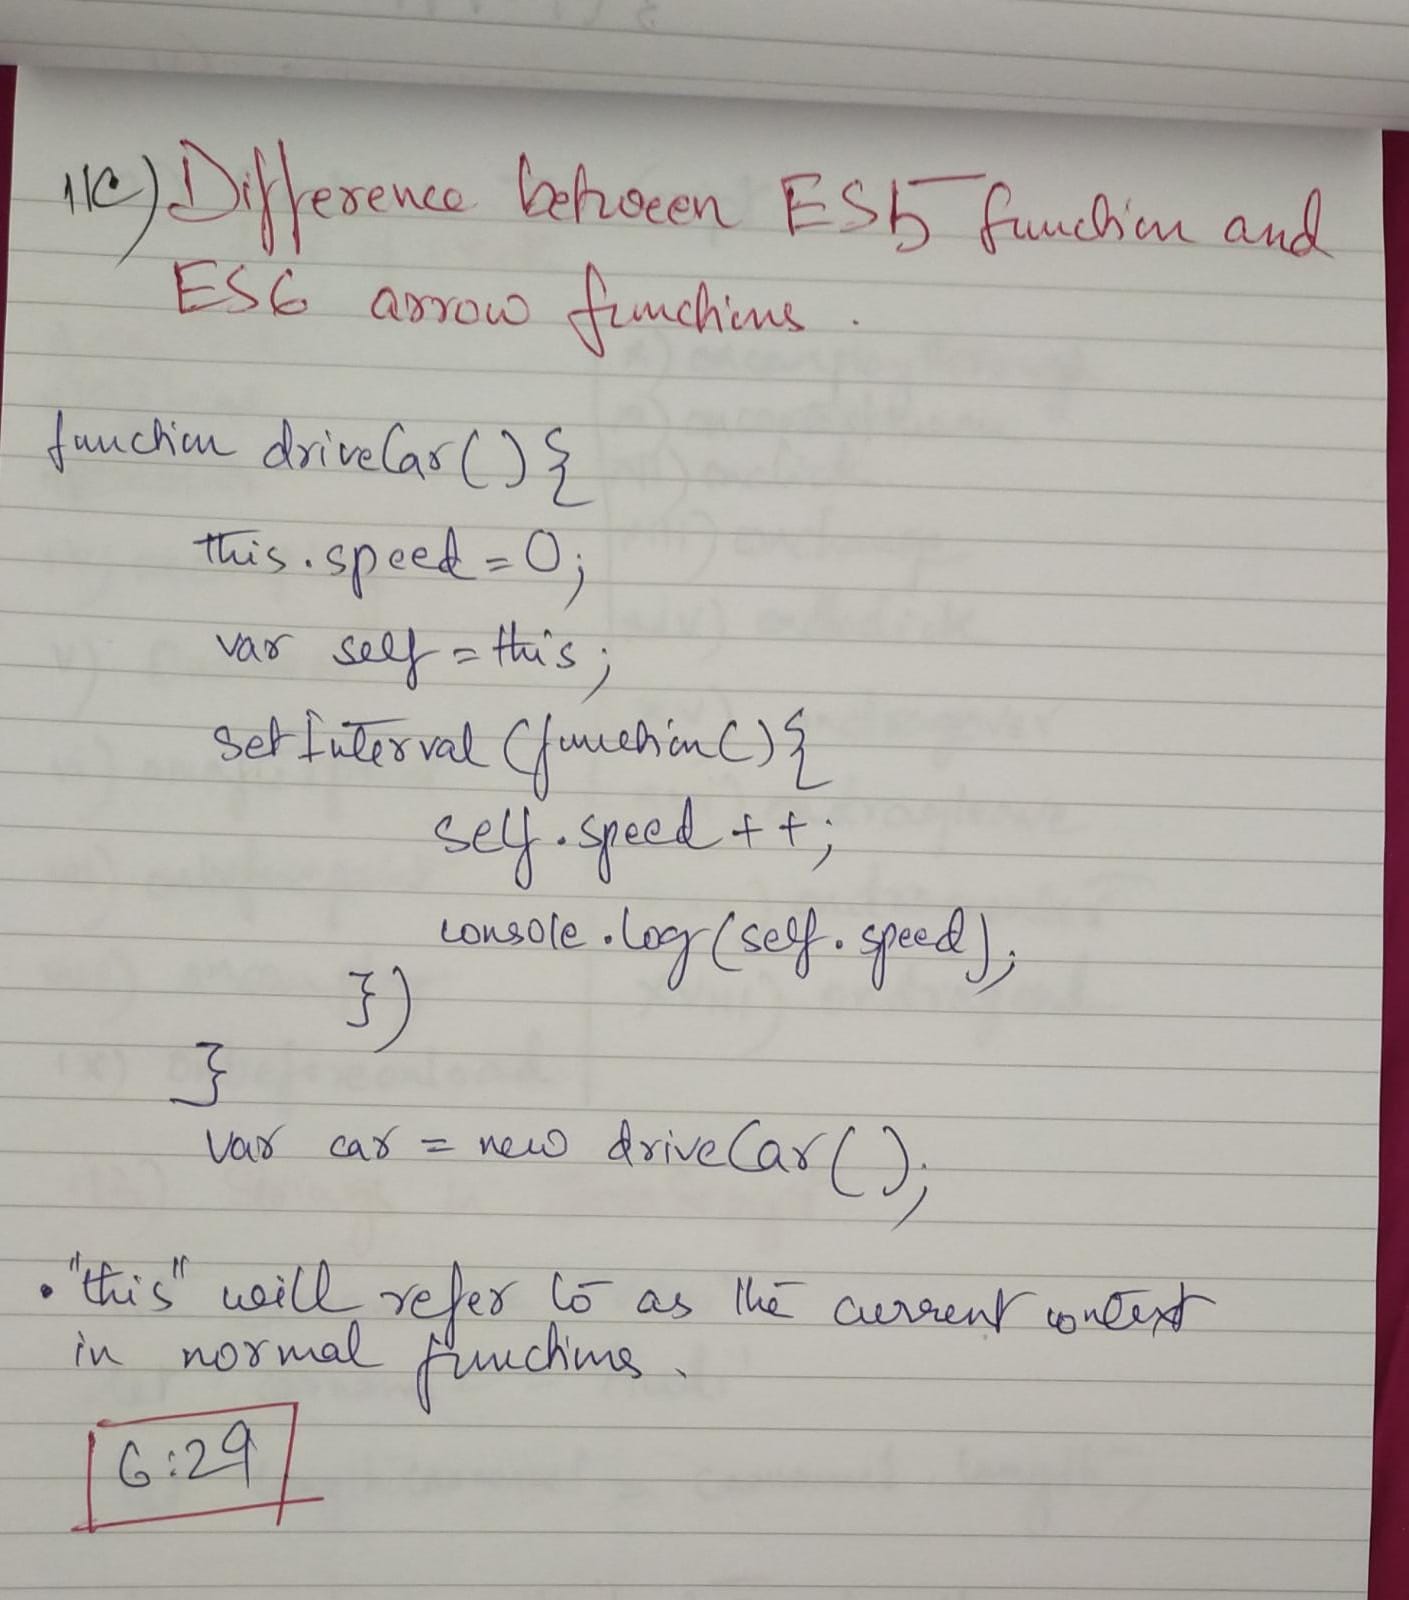 11c) Difference between ES5 function and
ES6 arrow functions.
function driveCar(){
this.speed=0;
var self=this;
setInterval(function(){
self.speed++;
console.log(self.speed);
})
}
var car = new driveCar();
• "this" will refer to as the current context
in normal functions.
6:29